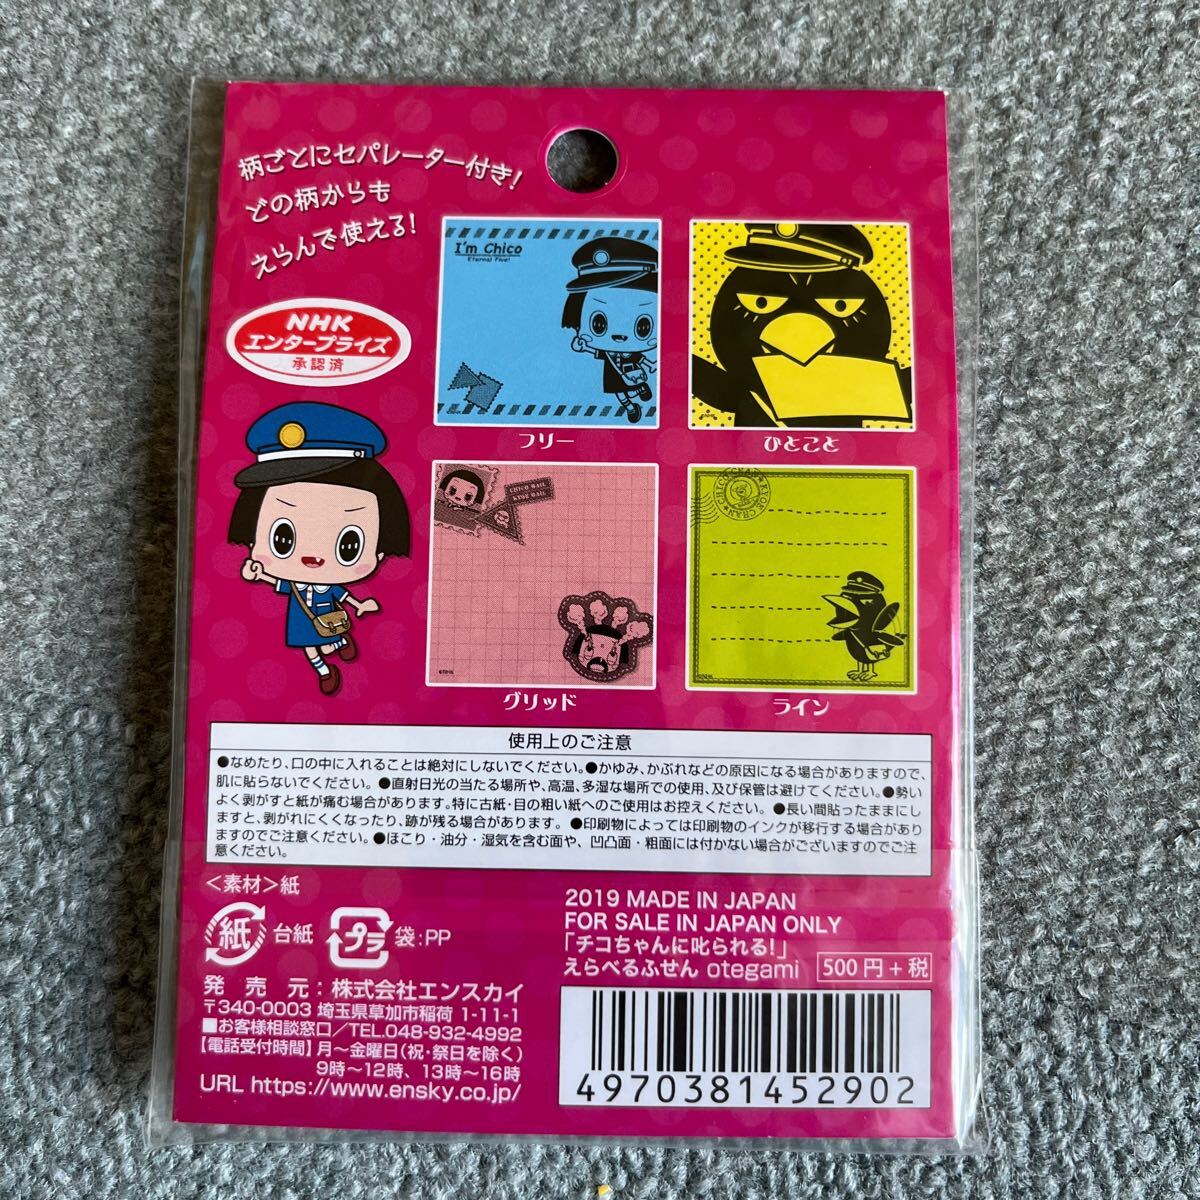 柄ごとにセパレーター付き!
どの柄からも
えらんで使える!
NHK
エンタープライズ
承認済
I'm Chico
Eternal Five!
フリー
ひとこと
CHICO MAIL
KYOE MAIL
グリッド
CHICO CHAN
KYOE CHAN
ライン
使用上のご注意
●なめたり、口の中に入れることは絶対にしないでください。●かゆみ、かぶれなどの原因になる場合がありますので、
肌に貼らないでください。●直射日光の当たる場所や、高温、多湿な場所での使用、及び保管は避けてください。●勢い
よく剥がすと紙が痛む場合があります。特に古紙・目の粗い紙へのご使用はお控えください。●長い間貼ったままにし
ますと、剥がれにくくなったり、跡が残る場合があります。●印刷物によっては印刷物のインクが移行する場合があり
ますのでご注意ください。●ほこり・油分・湿気を含む面や、凹凸面・粗面には付かない場合がございますのでご注
意ください。
<素材>紙
紙 台紙 プラ 袋:PP
発売元:株式会社エンスカイ
〒340-0003 埼玉県草加市稲荷 1-11-1
■お客様相談窓口/TEL.048-932-4992
【電話受付時間】月～金曜日(祝・祭日を除く)
9時～12時、13時～16時
URL https://www.ensky.co.jp/
2019 MADE IN JAPAN
FOR SALE IN JAPAN ONLY
「チコちゃんに叱られる!」
えらべるふせん otegami 500円+税
4970381452902